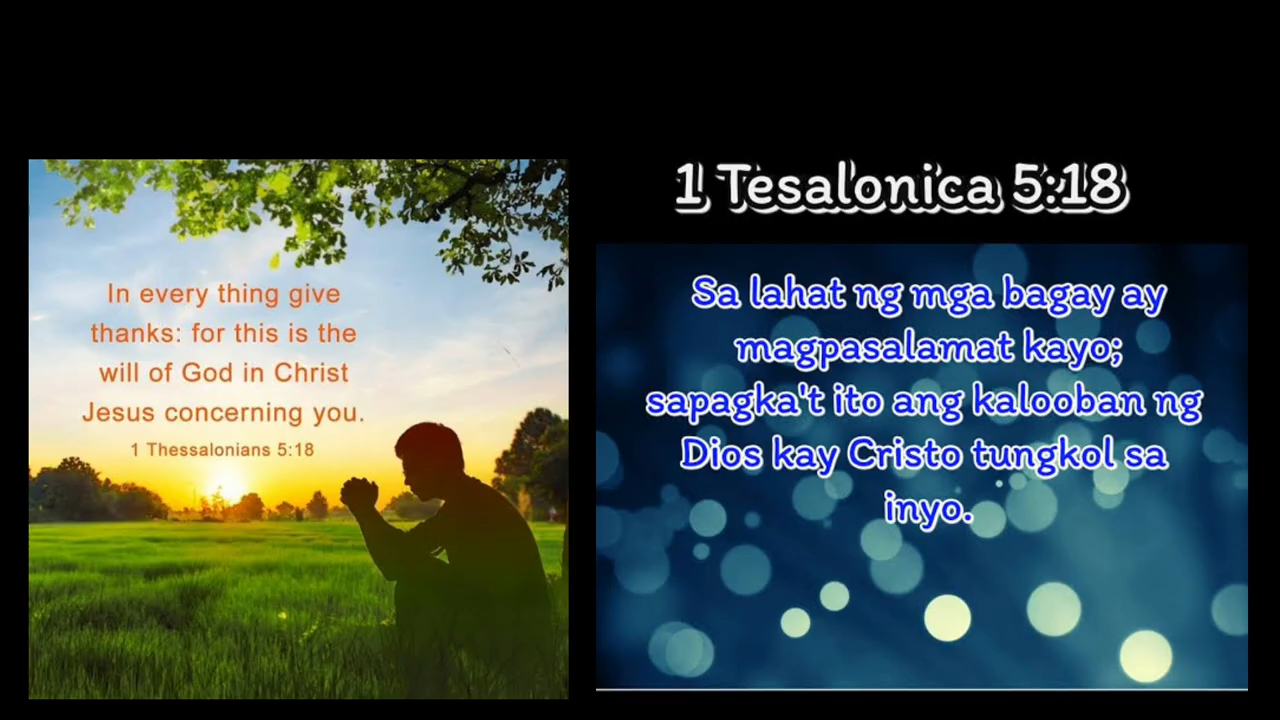 In every thing give
thanks: for this is the
will of God in Christ
Jesus concerning you.
1 Thessalonians 5:18
1 Tesalonica 5:18
Sa lahat ng mga bagay ay
magpasalamat kayo;
sapagka't ito ang kalooban ng
Dios kay Cristo tungkol sa
inyo.